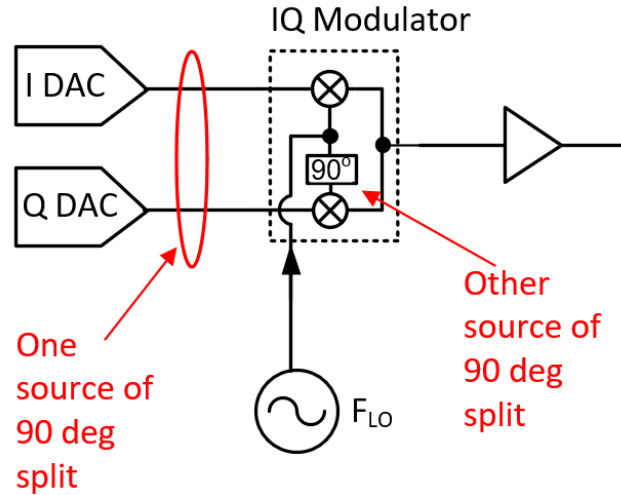 IQ Modulator
I DAC
90°
Q DAC
One
source of
90 deg
split
Other
source of
90 deg
split
FLO